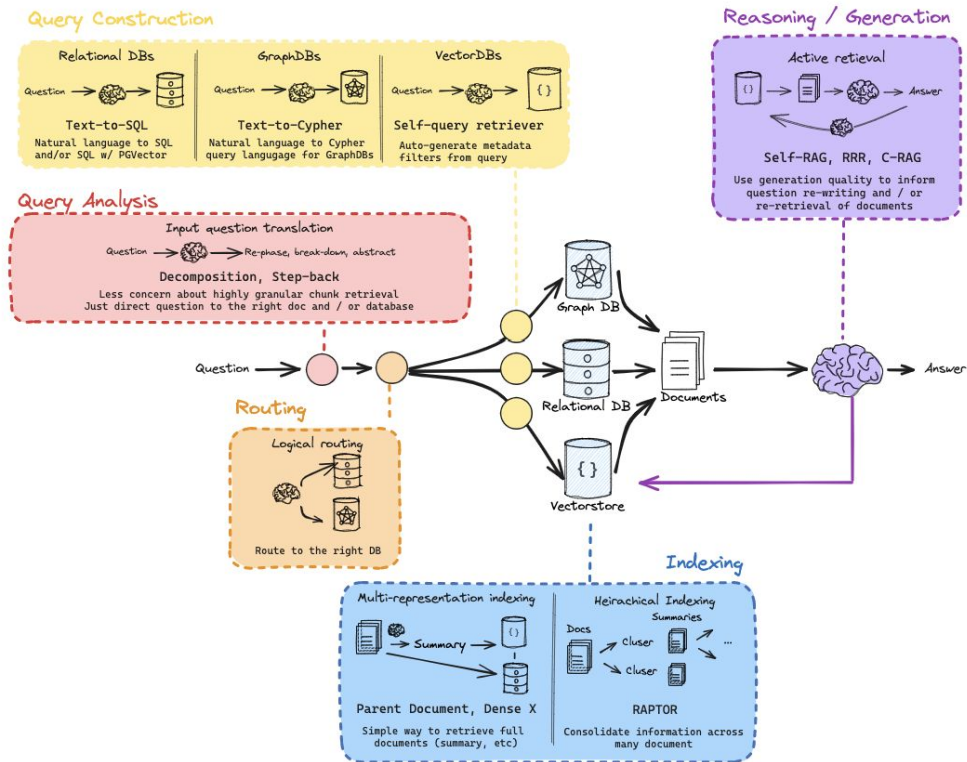 Query Construction
Relational DBs
Question
Text-to-SQL
Natural language to SQL
and/or SQL w/ PGVector
GraphDBs
Question
Text-to-Cypher
Natural language to Cypher
query langugage for GraphDBs
VectorDBs
Question
{ }
Self-query retriever
Auto-generate metadata
filters from query
Reasoning / Generation
Active retieval
{ }
Answer
Self-RAG, RRR, C-RAG
Use generation quality to inform
question re-writing and / or
re-retrieval of documents
Query Analysis
Input question translation
Question
Re-phase, break-down, abstract
Decomposition, Step-back
Less concern about highly granular chunk retrieval
Just direct question to the right doc and / or database
Question
Graph DB
Relational DB
{ }
Vectorstore
Documents
Answer
Routing
Logical routing
Route to the right DB
Indexing
Multi-representation indexing
Summary
{ }
Parent Document, Dense X
Simple way to retrieve full
documents (summary, etc)
Heirachical Indexing
Summaries
Docs
Cluser
...
Cluser
RAPTOR
Consolidate information across
many document